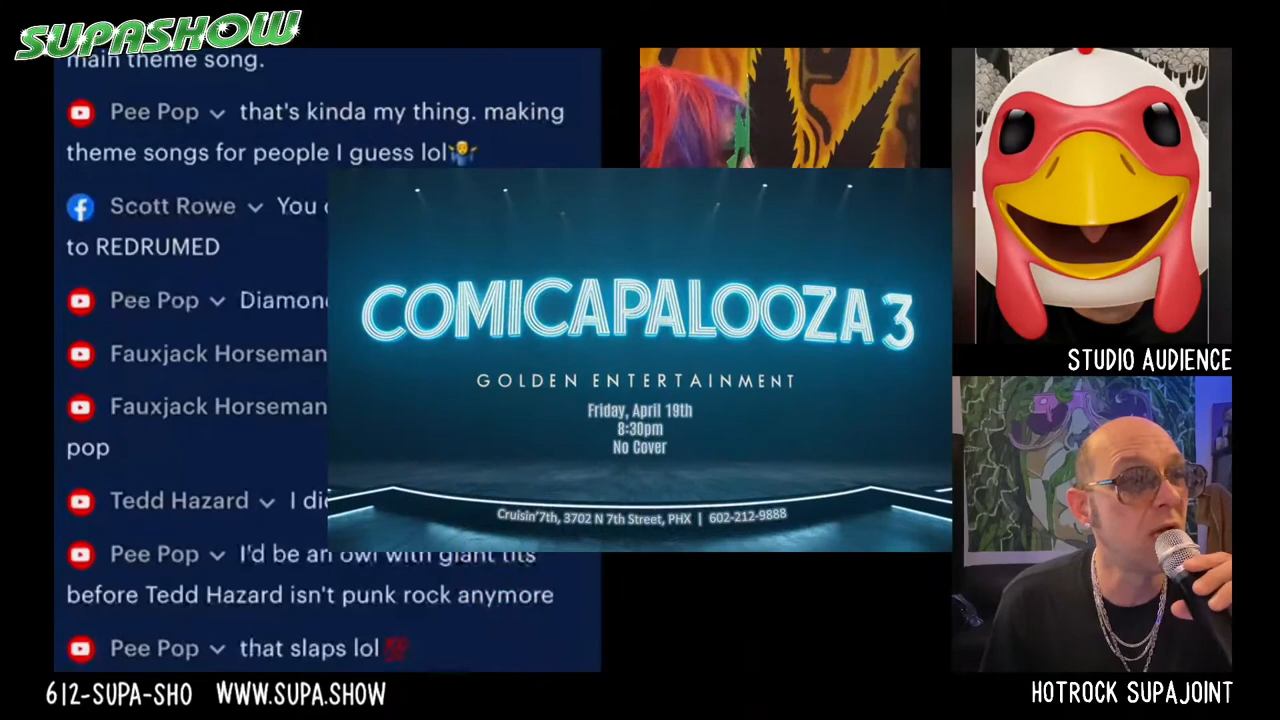 SUPASHOW
main theme song.
Pee Pop that's kinda my thing. making
theme songs for people I guess lol
Scott Rowe You
to REDRUMED
Pee Pop
Fauxjack Horseman
Fauxjack Horseman
pop
Tedd Hazard I
Pee Pop I'd be an owl with giant tits
before Tedd Hazard isn't punk rock anymore
Pee Pop that slaps lol 💯
COMICAPALOOZA 3
GOLDEN ENTERTAINMENT
Friday, April 19th
8:30pm
No Cover
Cruisin'7th, 3702 N 7th Street, PHX | 602-212-9888
STUDIO AUDIENCE
HOTROCK SUPAJOINT
612-SUPA-SHO WWW.SUPA.SHOW